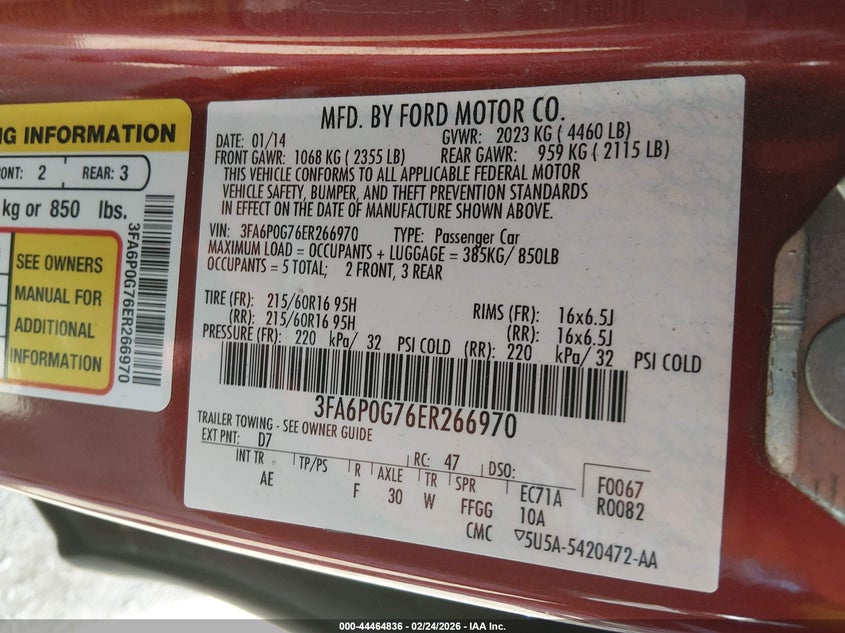 NG INFORMATION
ONT: 2 REAR: 3
kg or 850 lbs.
SEE OWNERS
MANUAL FOR
ADDITIONAL
INFORMATION
3FA6P0G76ER266970
MFD. BY FORD MOTOR CO.
DATE: 01/14 GVWR: 2023 KG ( 4460 LB)
FRONT GAWR: 1068 KG ( 2355 LB) REAR GAWR: 959 KG ( 2115 LB)
THIS VEHICLE CONFORMS TO ALL APPLICABLE FEDERAL MOTOR
VEHICLE SAFETY, BUMPER, AND THEFT PREVENTION STANDARDS
IN EFFECT ON THE DATE OF MANUFACTURE SHOWN ABOVE.
VIN: 3FA6P0G76ER266970 TYPE: Passenger Car
MAXIMUM LOAD = OCCUPANTS + LUGGAGE = 385KG/ 850LB
OCCUPANTS = 5 TOTAL; 2 FRONT, 3 REAR
TIRE (FR): 215/60R16 95H RIMS (FR): 16x6.5J
(RR): 215/60R16 95H (RR): 16x6.5J
PRESSURE (FR): 220 kPa/ 32 PSI COLD (RR): 220 kPa/ 32 PSI COLD
3FA6P0G76ER266970
TRAILER TOWING - SEE OWNER GUIDE
EXT PNT: D7 RC: 47 DSO:
INT TR TP/PS R AXLE TR SPR EC71A F0067
AE F 30 W FFGG 10A R0082
CMC 5U5A-5420472-AA
000-44464836 - 02/24/2026 - IAA Inc.